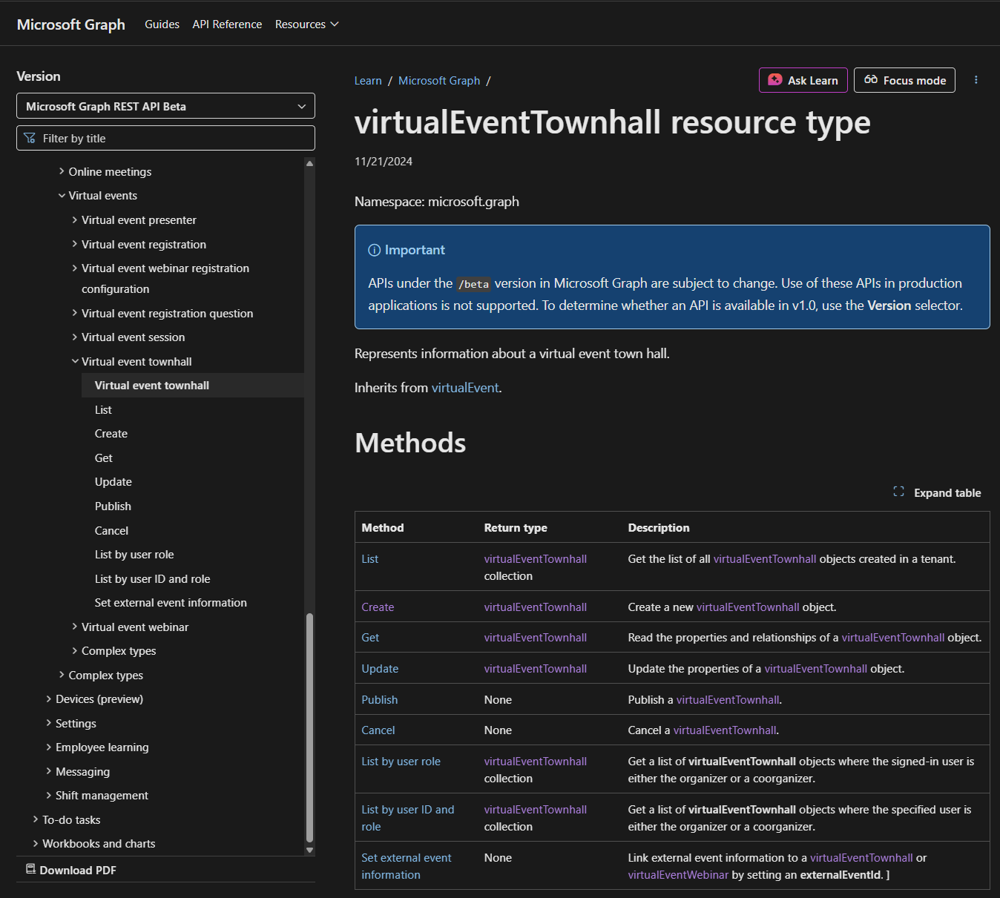 Microsoft Graph
Guides
API Reference
Resources
Version
Microsoft Graph REST API Beta
Filter by title
Online meetings
Virtual events
Virtual event presenter
Virtual event registration
Virtual event webinar registration
configuration
Virtual event registration question
Virtual event session
Virtual event townhall
Virtual event townhall
List
Create
Get
Update
Publish
Cancel
List by user role
List by user ID and role
Set external event information
Virtual event webinar
Complex types
Complex types
Devices (preview)
Settings
Employee learning
Messaging
Shift management
To-do tasks
Workbooks and charts
Download PDF
Learn / Microsoft Graph /
Ask Learn
Focus mode
virtualEventTownhall resource type
11/21/2024
Namespace: microsoft.graph
Important
APIs under the /beta version in Microsoft Graph are subject to change. Use of these APIs in production
applications is not supported. To determine whether an API is available in v1.0, use the Version selector.
Represents information about a virtual event town hall.
Inherits from virtualEvent.
Methods
Expand table
Method Return type Description
List virtualEventTownhall Get the list of all virtualEventTownhall objects created in a tenant.
collection
Create virtualEventTownhall Create a new virtualEventTownhall object.
Get virtualEventTownhall Read the properties and relationships of a virtualEventTownhall object.
Update virtualEventTownhall Update the properties of a virtualEventTownhall object.
Publish None Publish a virtualEventTownhall.
Cancel None Cancel a virtualEventTownhall.
List by user role virtualEventTownhall Get a list of virtualEventTownhall objects where the signed-in user is
collection either the organizer or a coorganizer.
List by user ID and virtualEventTownhall Get a list of virtualEventTownhall objects where the specified user is
role collection either the organizer or a coorganizer.
Set external event None Link external event information to a virtualEventTownhall or
information virtualEventWebinar by setting an externalEventId. ]